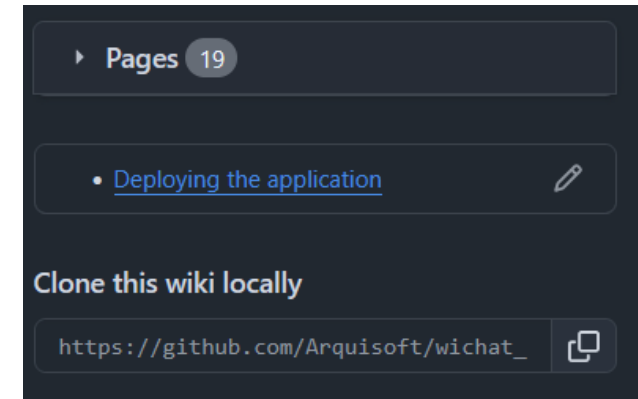 Pages 19
• Deploying the application
Clone this wiki locally
https://github.com/Arquisoft/wichat_